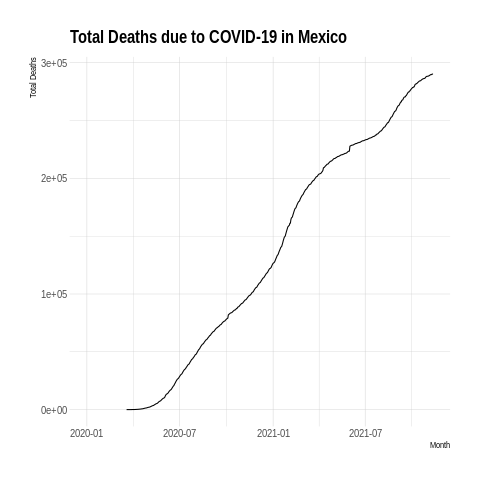 Total Deaths due to COVID-19 in Mexico
Total Deaths
3e+05
2e+05
1e+05
0e+00
2020-01 2020-07 2021-01 2021-07
Month